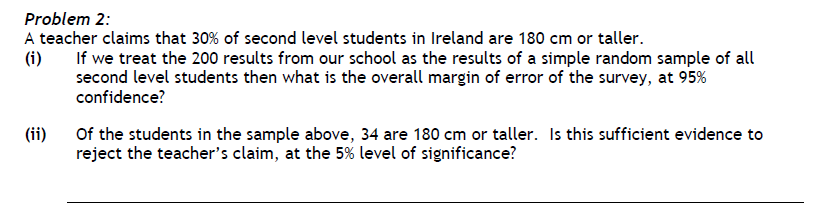 Problem 2:
A teacher claims that 30% of second level students in Ireland are 180 cm or taller.
(i) If we treat the 200 results from our school as the results of a simple random sample of all
second level students then what is the overall margin of error of the survey, at 95%
confidence?
(ii) Of the students in the sample above, 34 are 180 cm or taller. Is this sufficient evidence to
reject the teacher's claim, at the 5% level of significance?